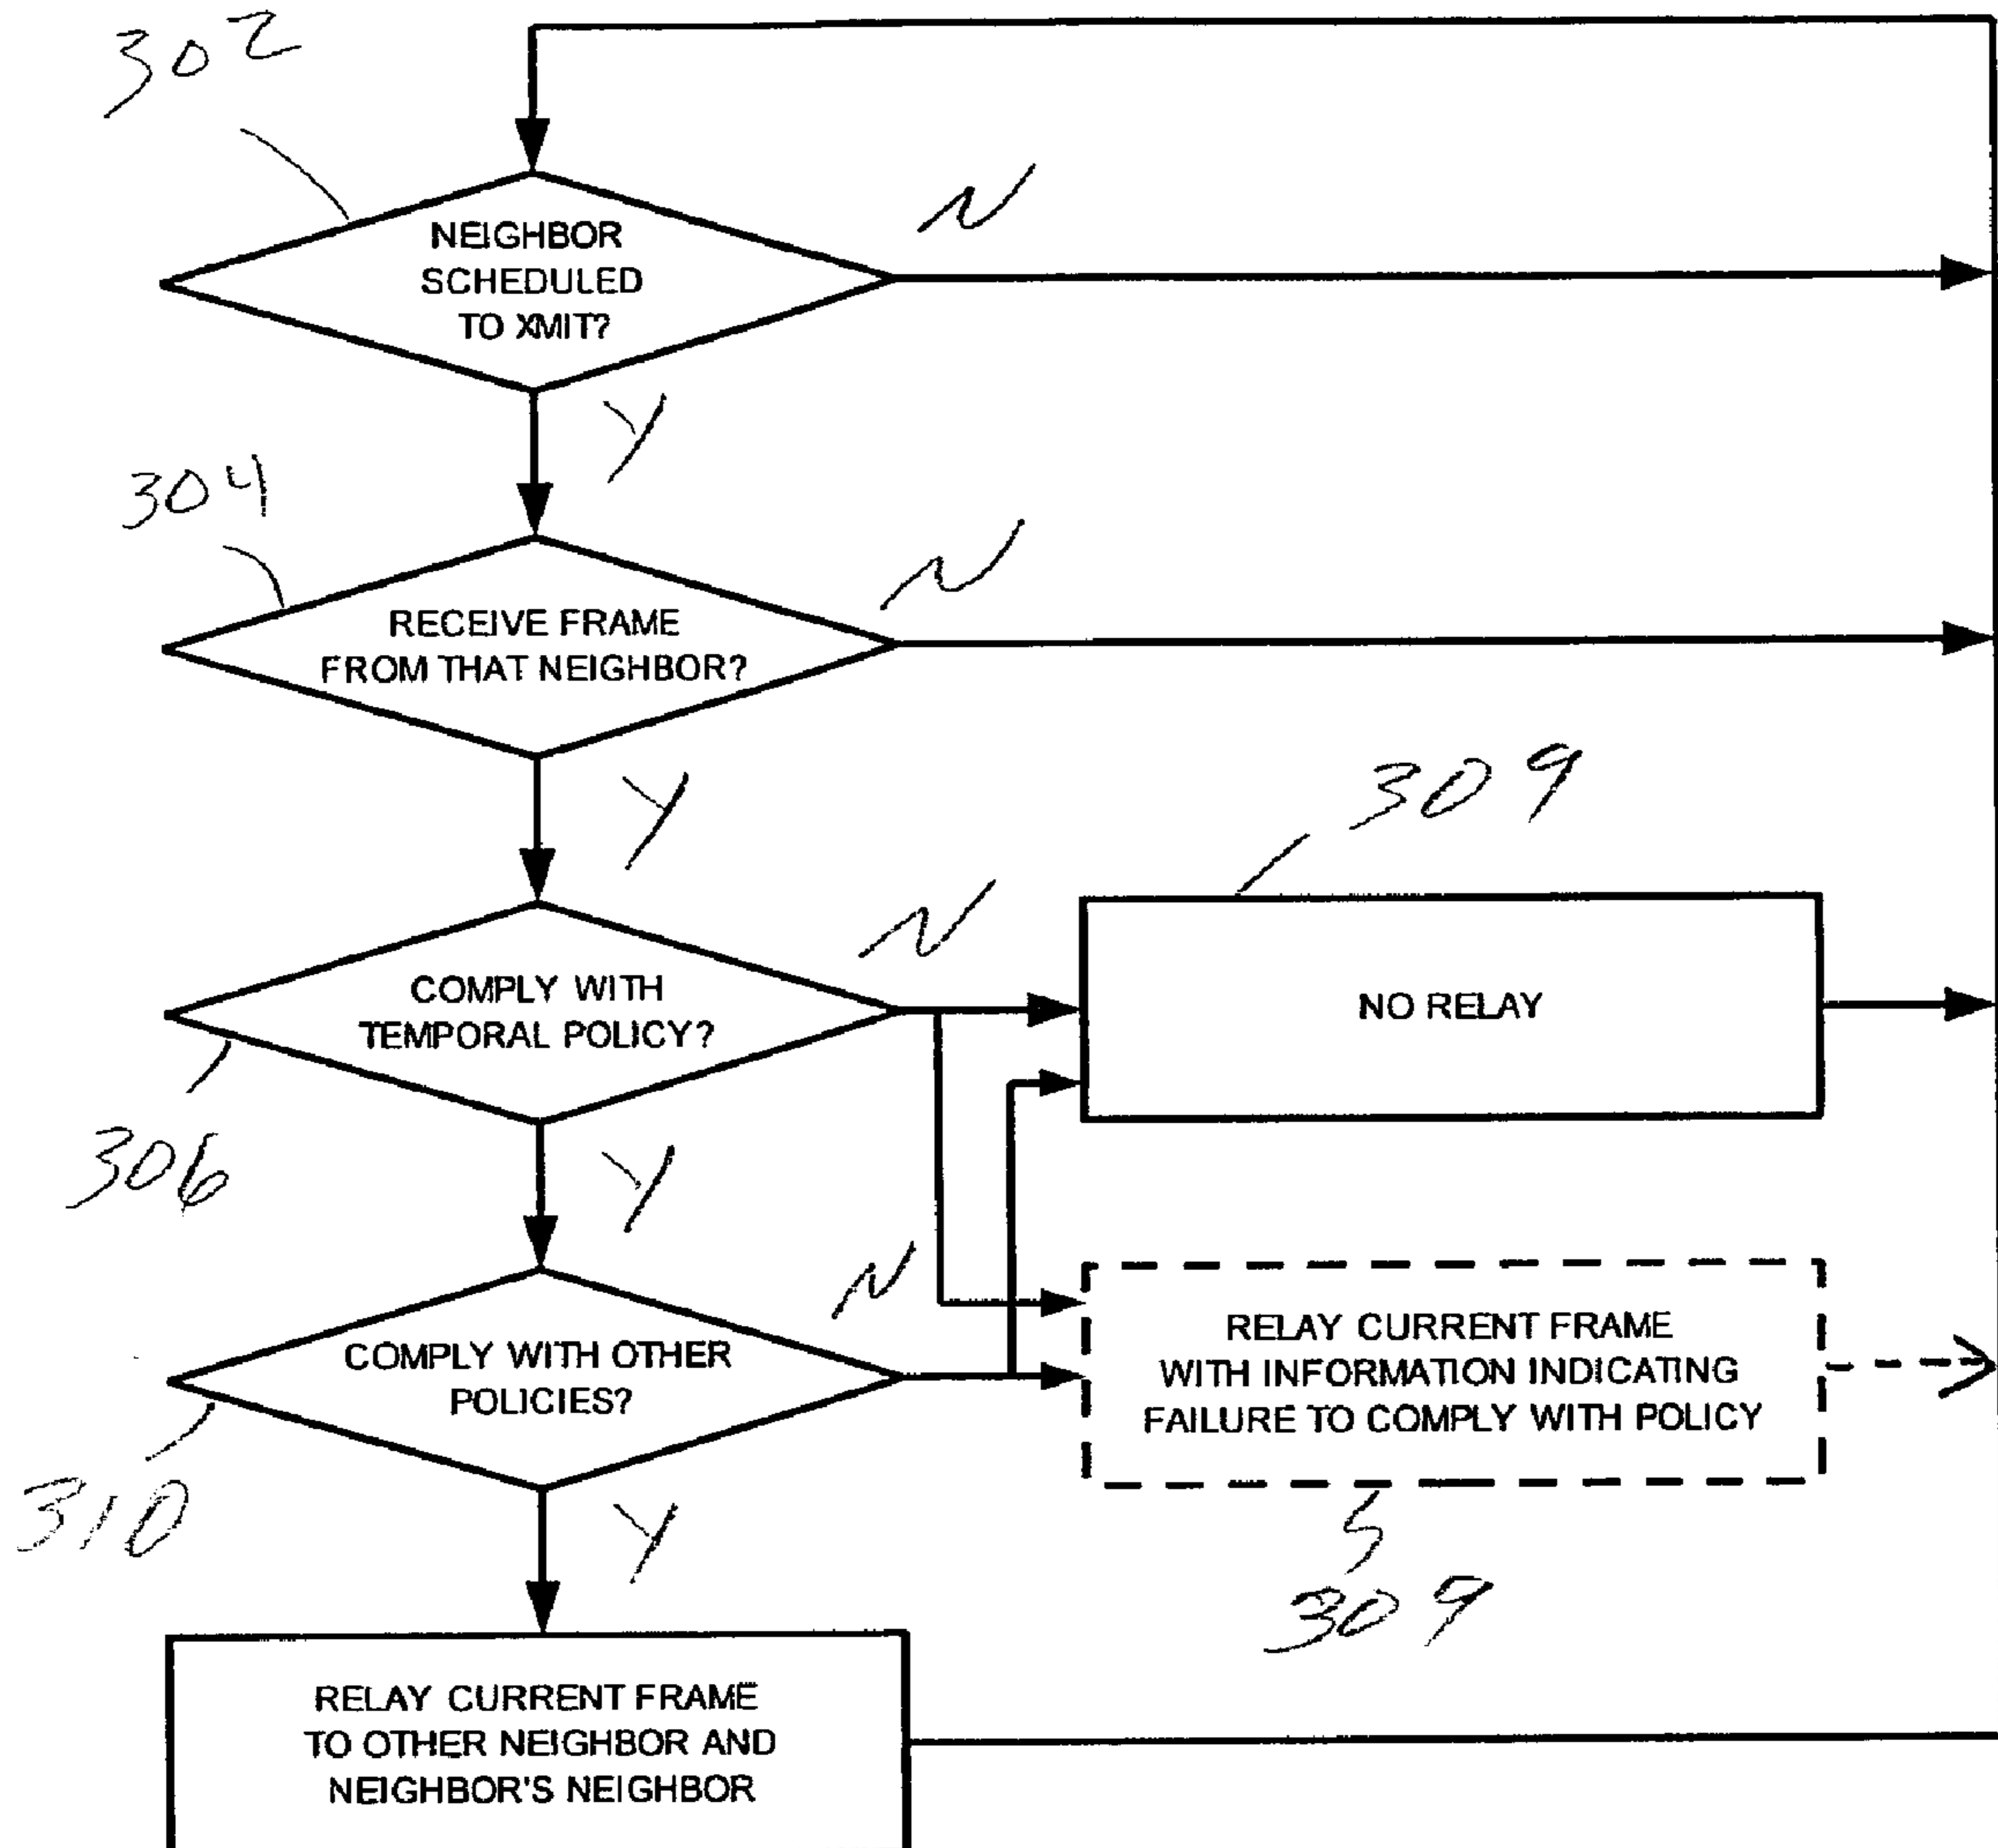 302
NEIGHBOR
SCHEDULED
TO XMIT?
N
Y
304
RECEIVE FRAME
FROM THAT NEIGHBOR?
N
Y
309
COMPLY WITH
TEMPORAL POLICY?
N
NO RELAY
306
Y
COMPLY WITH OTHER
POLICIES?
N
RELAY CURRENT FRAME
WITH INFORMATION INDICATING
FAILURE TO COMPLY WITH POLICY
310
Y
309
RELAY CURRENT FRAME
TO OTHER NEIGHBOR AND
NEIGHBOR'S NEIGHBOR